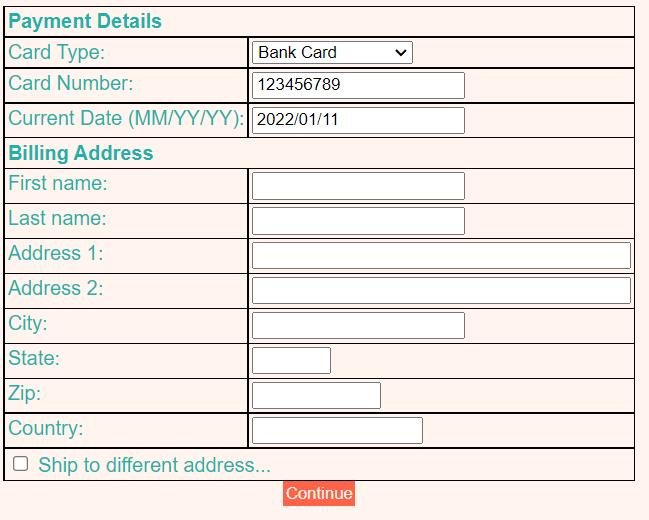 Payment Details
Card Type: Bank Card
Card Number: 123456789
Current Date (MM/YY/YY): 2022/01/11
Billing Address
First name:
Last name:
Address 1:
Address 2:
City:
State:
Zip:
Country:
Ship to different address...
Continue